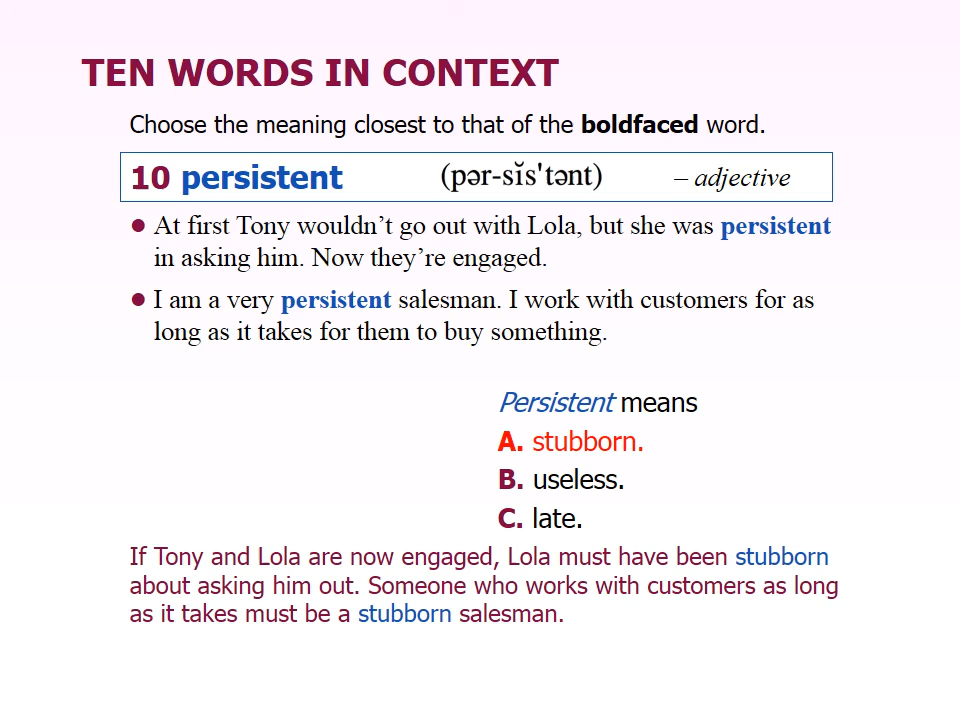 TEN WORDS IN CONTEXT
Choose the meaning closest to that of the boldfaced word.
10 persistent (pər-sĭs'tənt) – adjective
● At first Tony wouldn’t go out with Lola, but she was persistent
in asking him. Now they’re engaged.
● I am a very persistent salesman. I work with customers for as
long as it takes for them to buy something.
Persistent means
A. stubborn.
B. useless.
C. late.
If Tony and Lola are now engaged, Lola must have been stubborn
about asking him out. Someone who works with customers as long
as it takes must be a stubborn salesman.